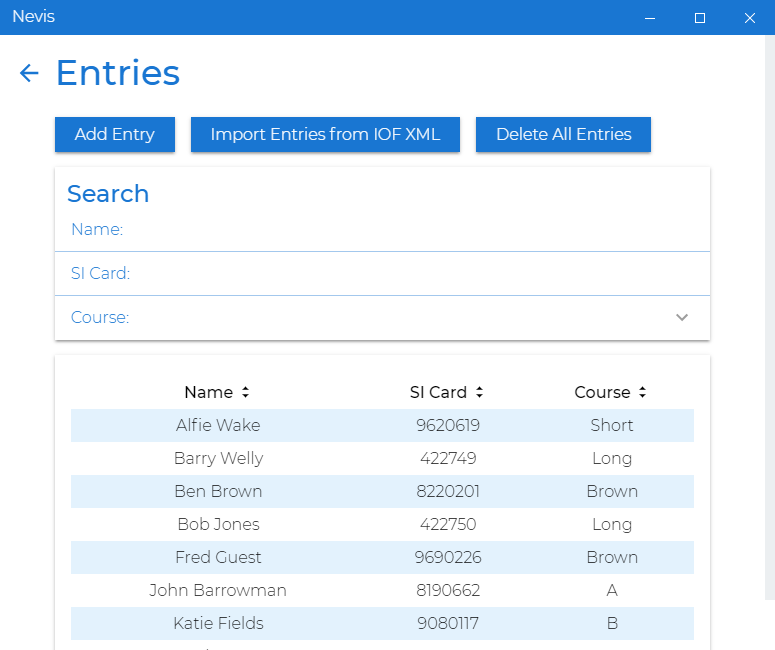 Nevis
Entries
Add Entry Import Entries from IOF XML Delete All Entries
Search
Name:
SI Card:
Course:
Name SI Card Course
Alfie Wake 9620619 Short
Barry Welly 422749 Long
Ben Brown 8220201 Brown
Bob Jones 422750 Long
Fred Guest 9690226 Brown
John Barrowman 8190662 A
Katie Fields 9080117 B